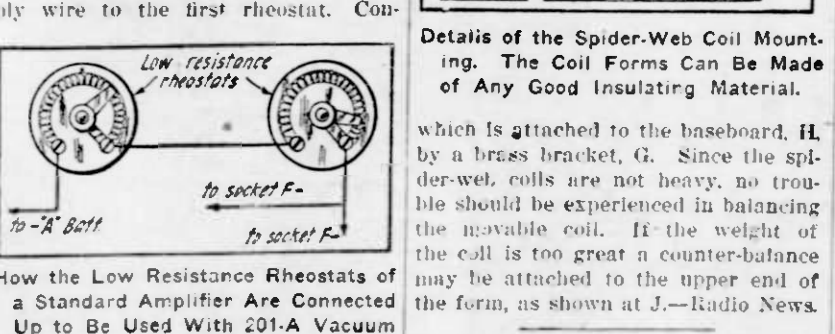 ply wire to the first rheostat. Con-
Low resistance
rheostats
to socket F-
to -"A" Batt.
to socket F-
How the Low Resistance Rheostats of
a Standard Amplifier Are Connected
Up to Be Used With 201-A Vacuum
Details of the Spider-Web Coil Mount-
ing. The Coil Forms Can Be Made
of Any Good Insulating Material.
which is attached to the baseboard, H,
by a brass bracket, G. Since the spi-
der-web coils are not heavy, no trou-
ble should be experienced in balancing
the movable coil. If the weight of
the coil is too great a counter-balance
may be attached to the upper end of
the form, as shown at J.—Radio News.